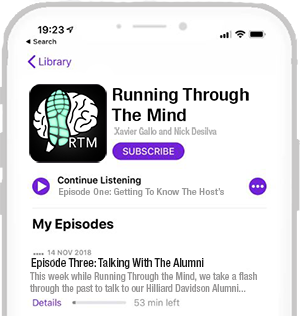 19:23
Search
Library
Running Through
The Mind
RTM
Xavier Gallo and Nick Desilva
SUBSCRIBE
Continue Listening
Episode One: Getting To Know The Host's
My Episodes
14 NOV 2018
Episode Three: Talking With The Alumni
This week while Running Through the Mind, we take a flash
through the past to talk to our Hilliard Davidson Alumni...
Details
53 min left